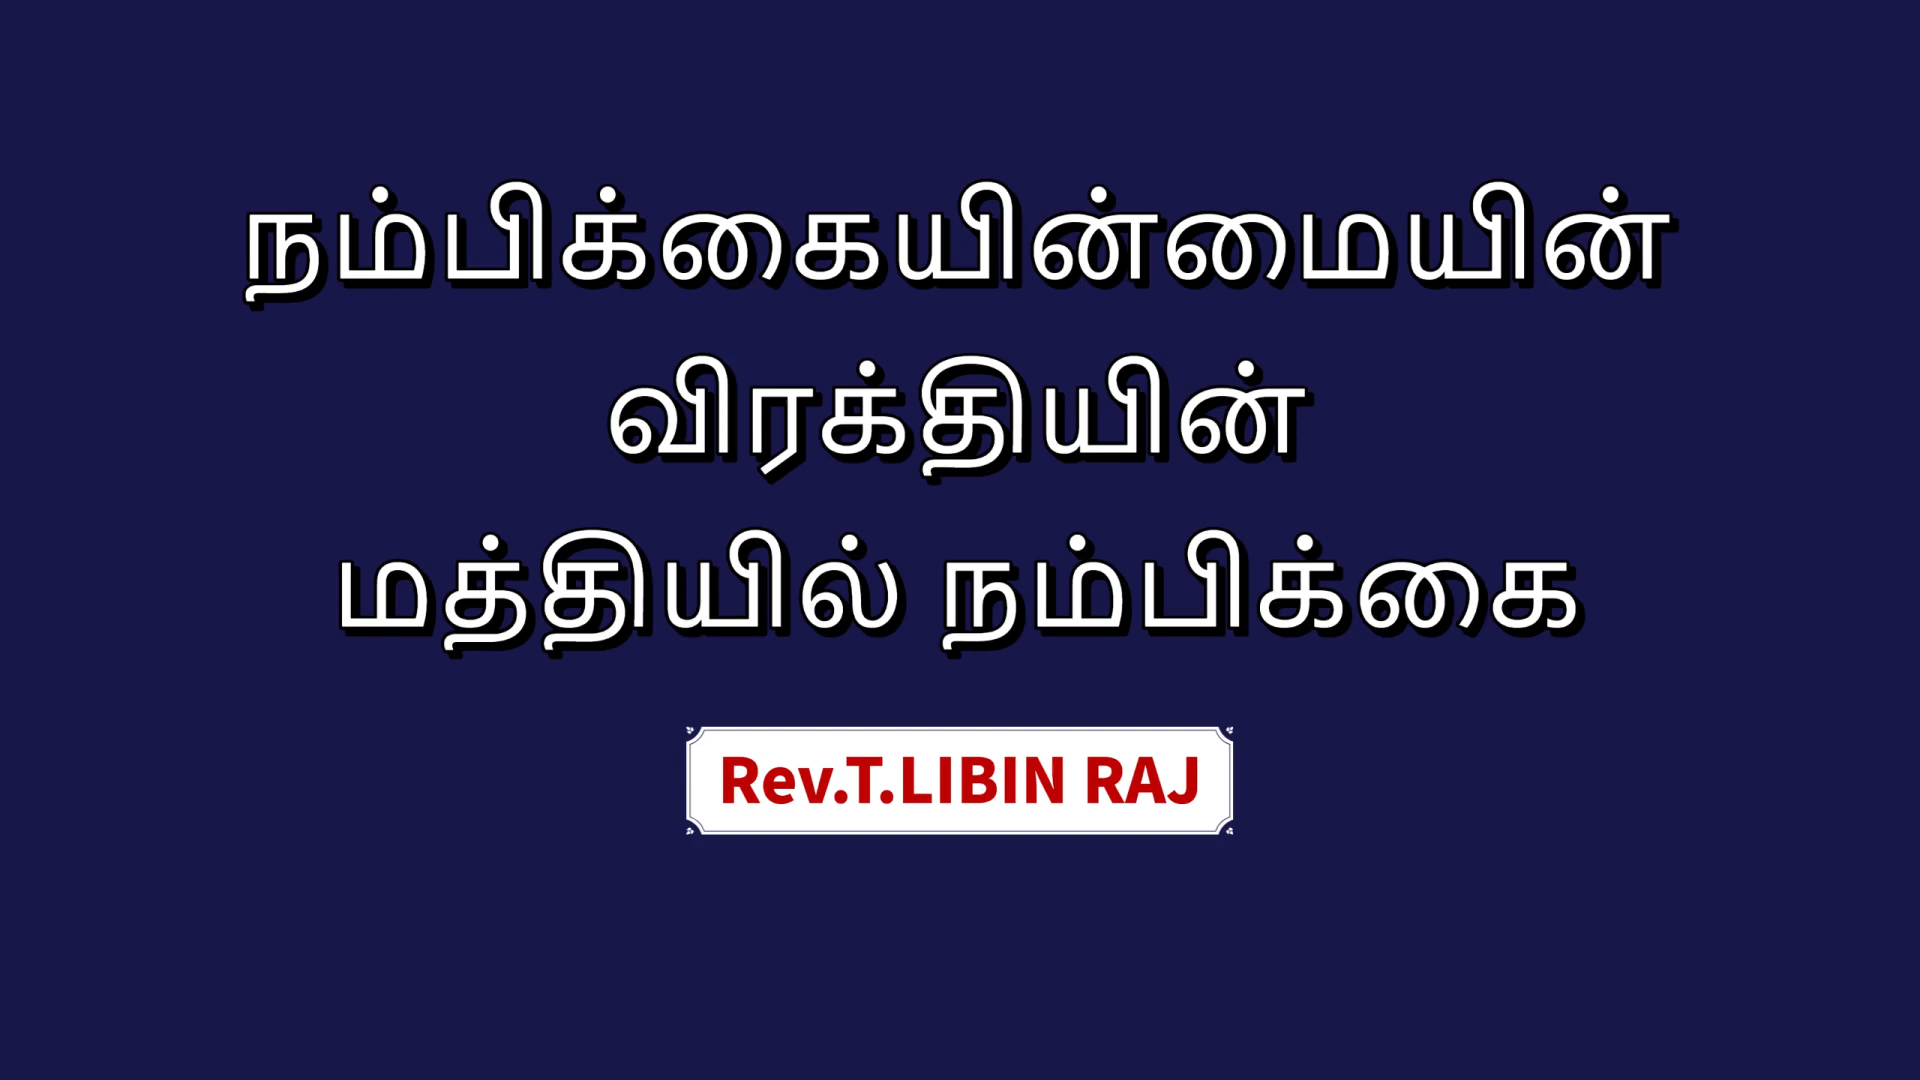 நம்பிக்கையின்மையின்
விரக்தியின்
மத்தியில் நம்பிக்கை
Rev.T.LIBIN RAJ